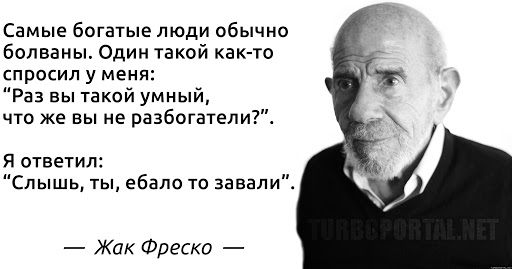 Самые богатые люди обычно
болваны. Один такой как-то
спросил у меня:
“Раз вы такой умный,
что же вы не разбогатели?”.
Я ответил:
“Слышь, ты, ебало то завали”.
— Жак Фреско —
TURBOPORTAL.NET